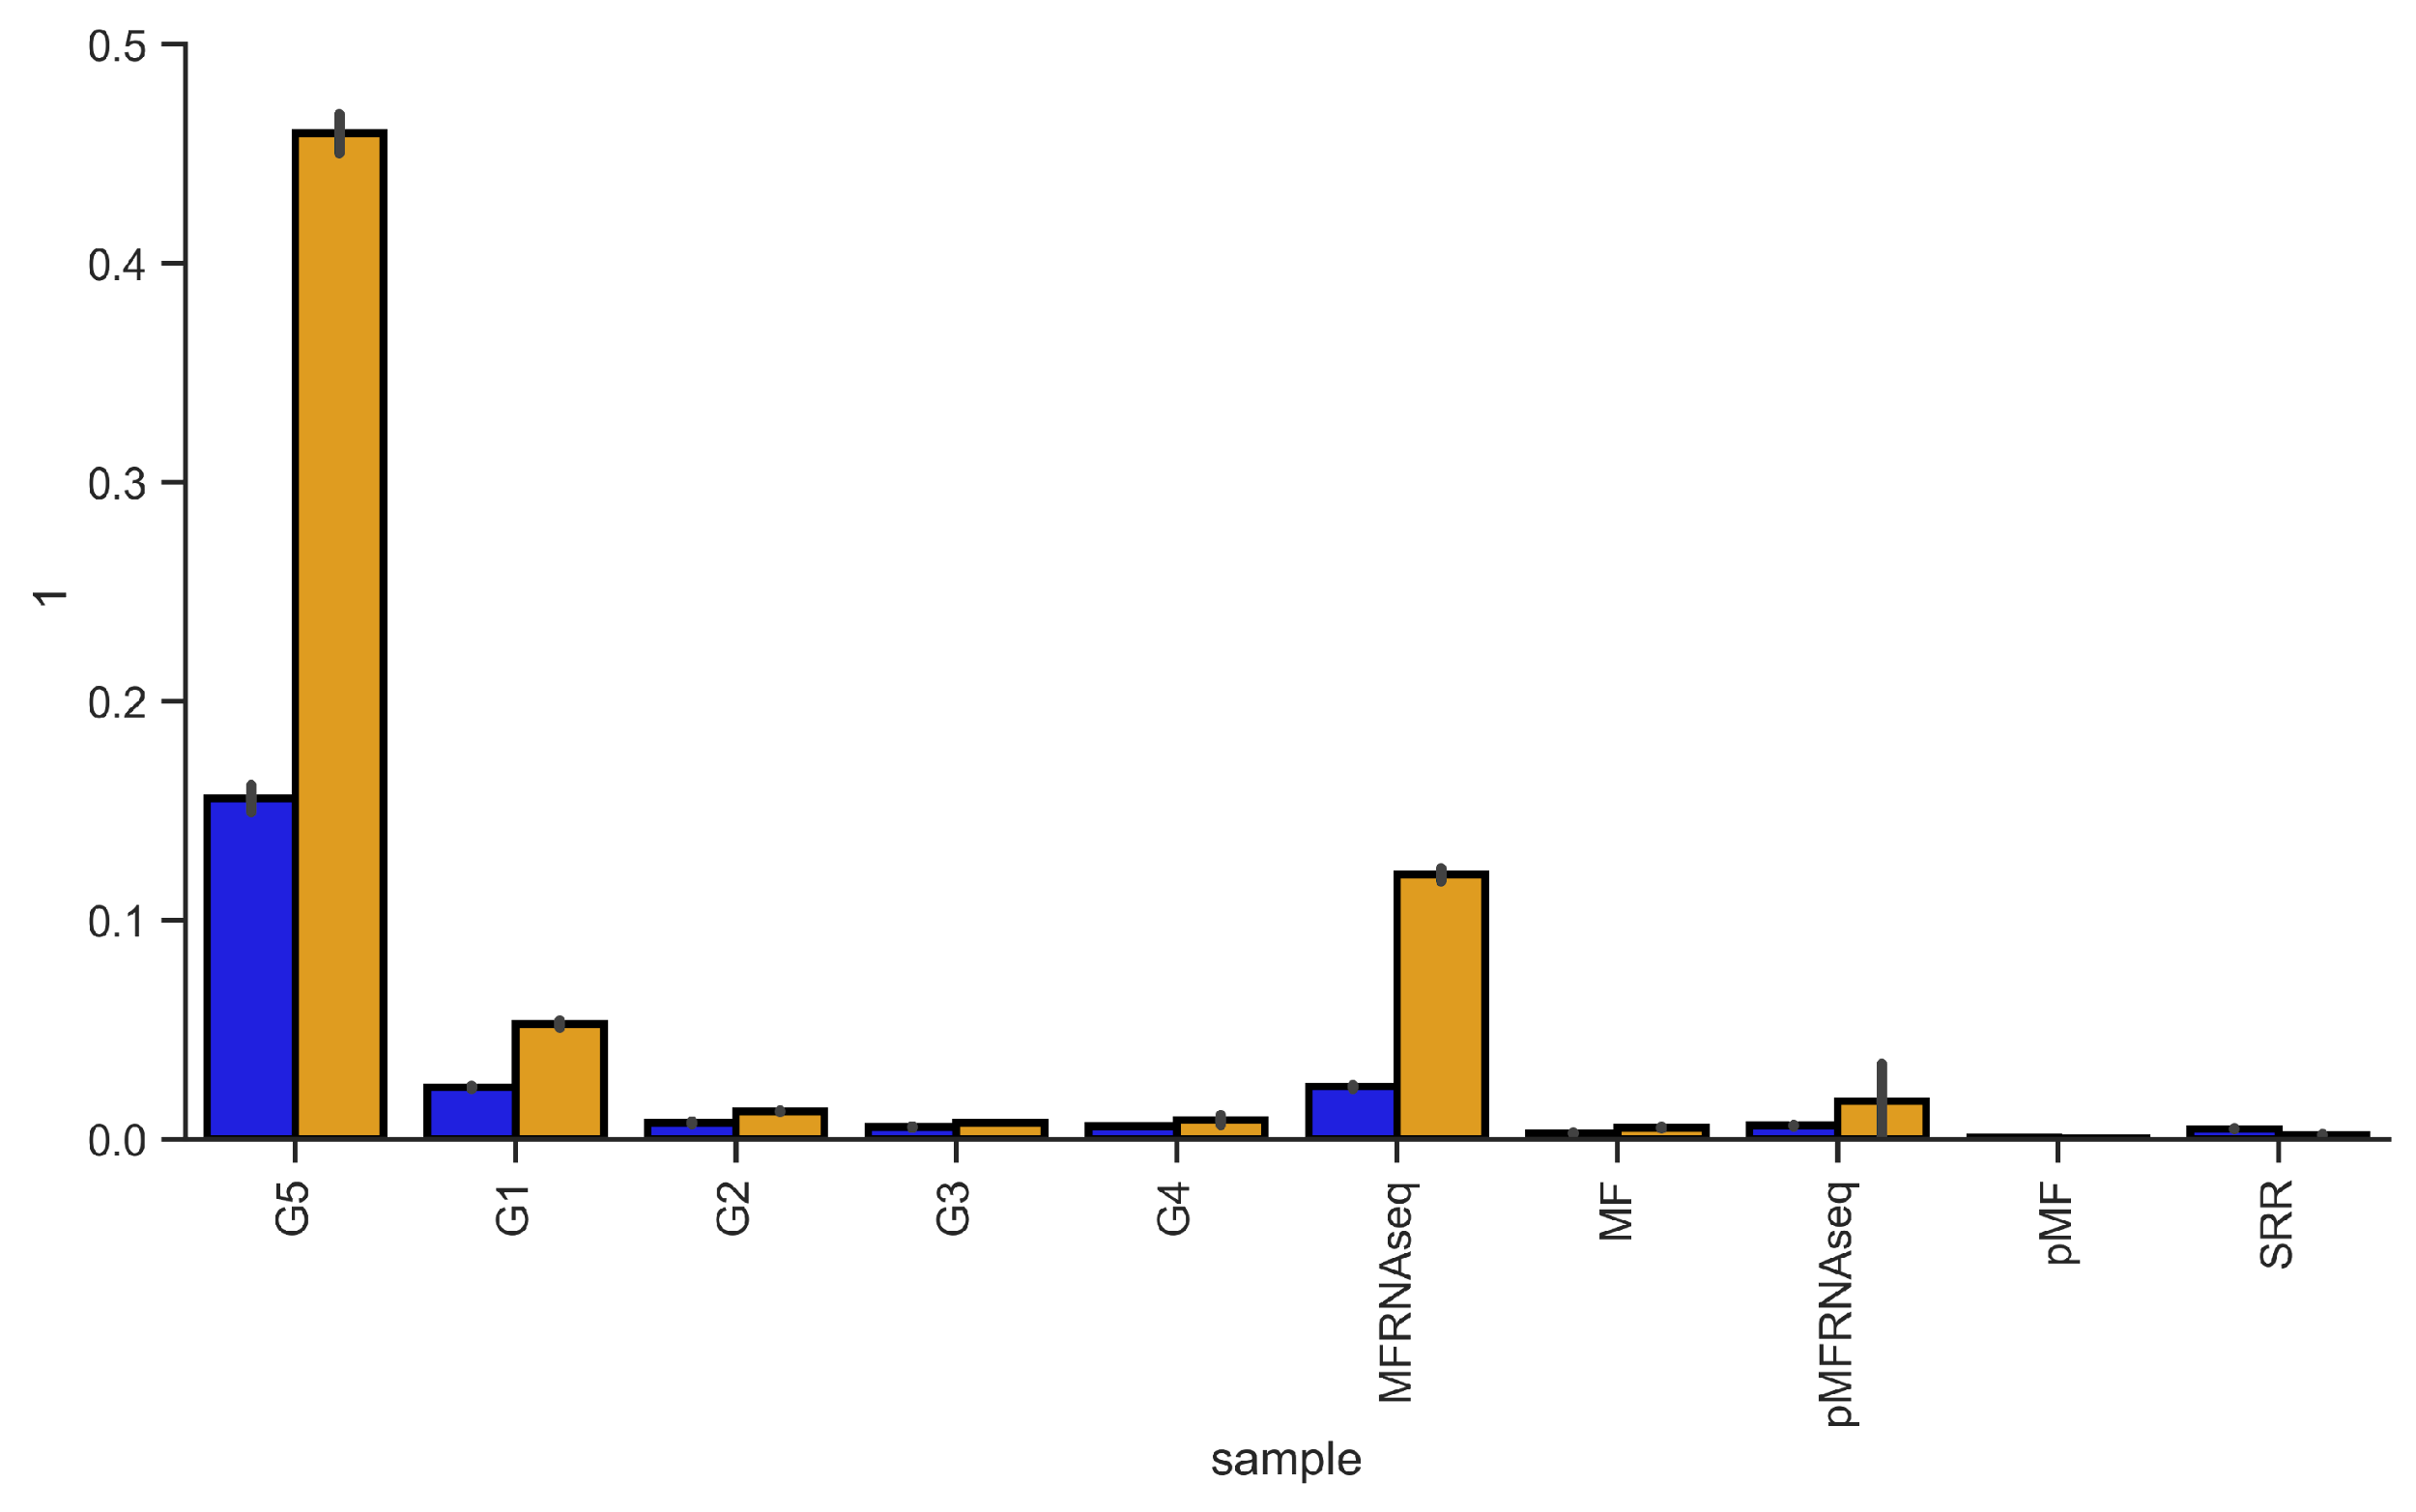 0.5
0.4
0.3
0.2
0.1
0.0
1
G5
G1
G2
G3
G4
MFRNAseq
MF
pMFRNAseq
pMF
SRR
sample